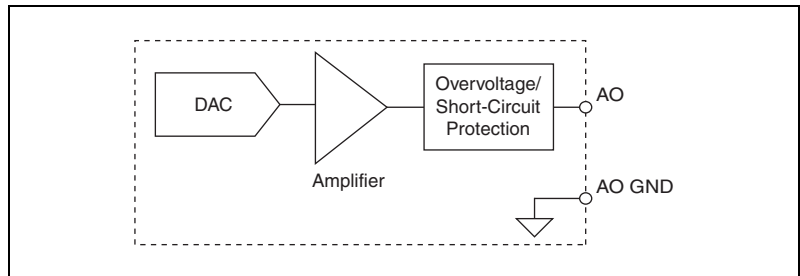 DAC
Amplifier
Overvoltage/
Short-Circuit
Protection
AO
AO GND